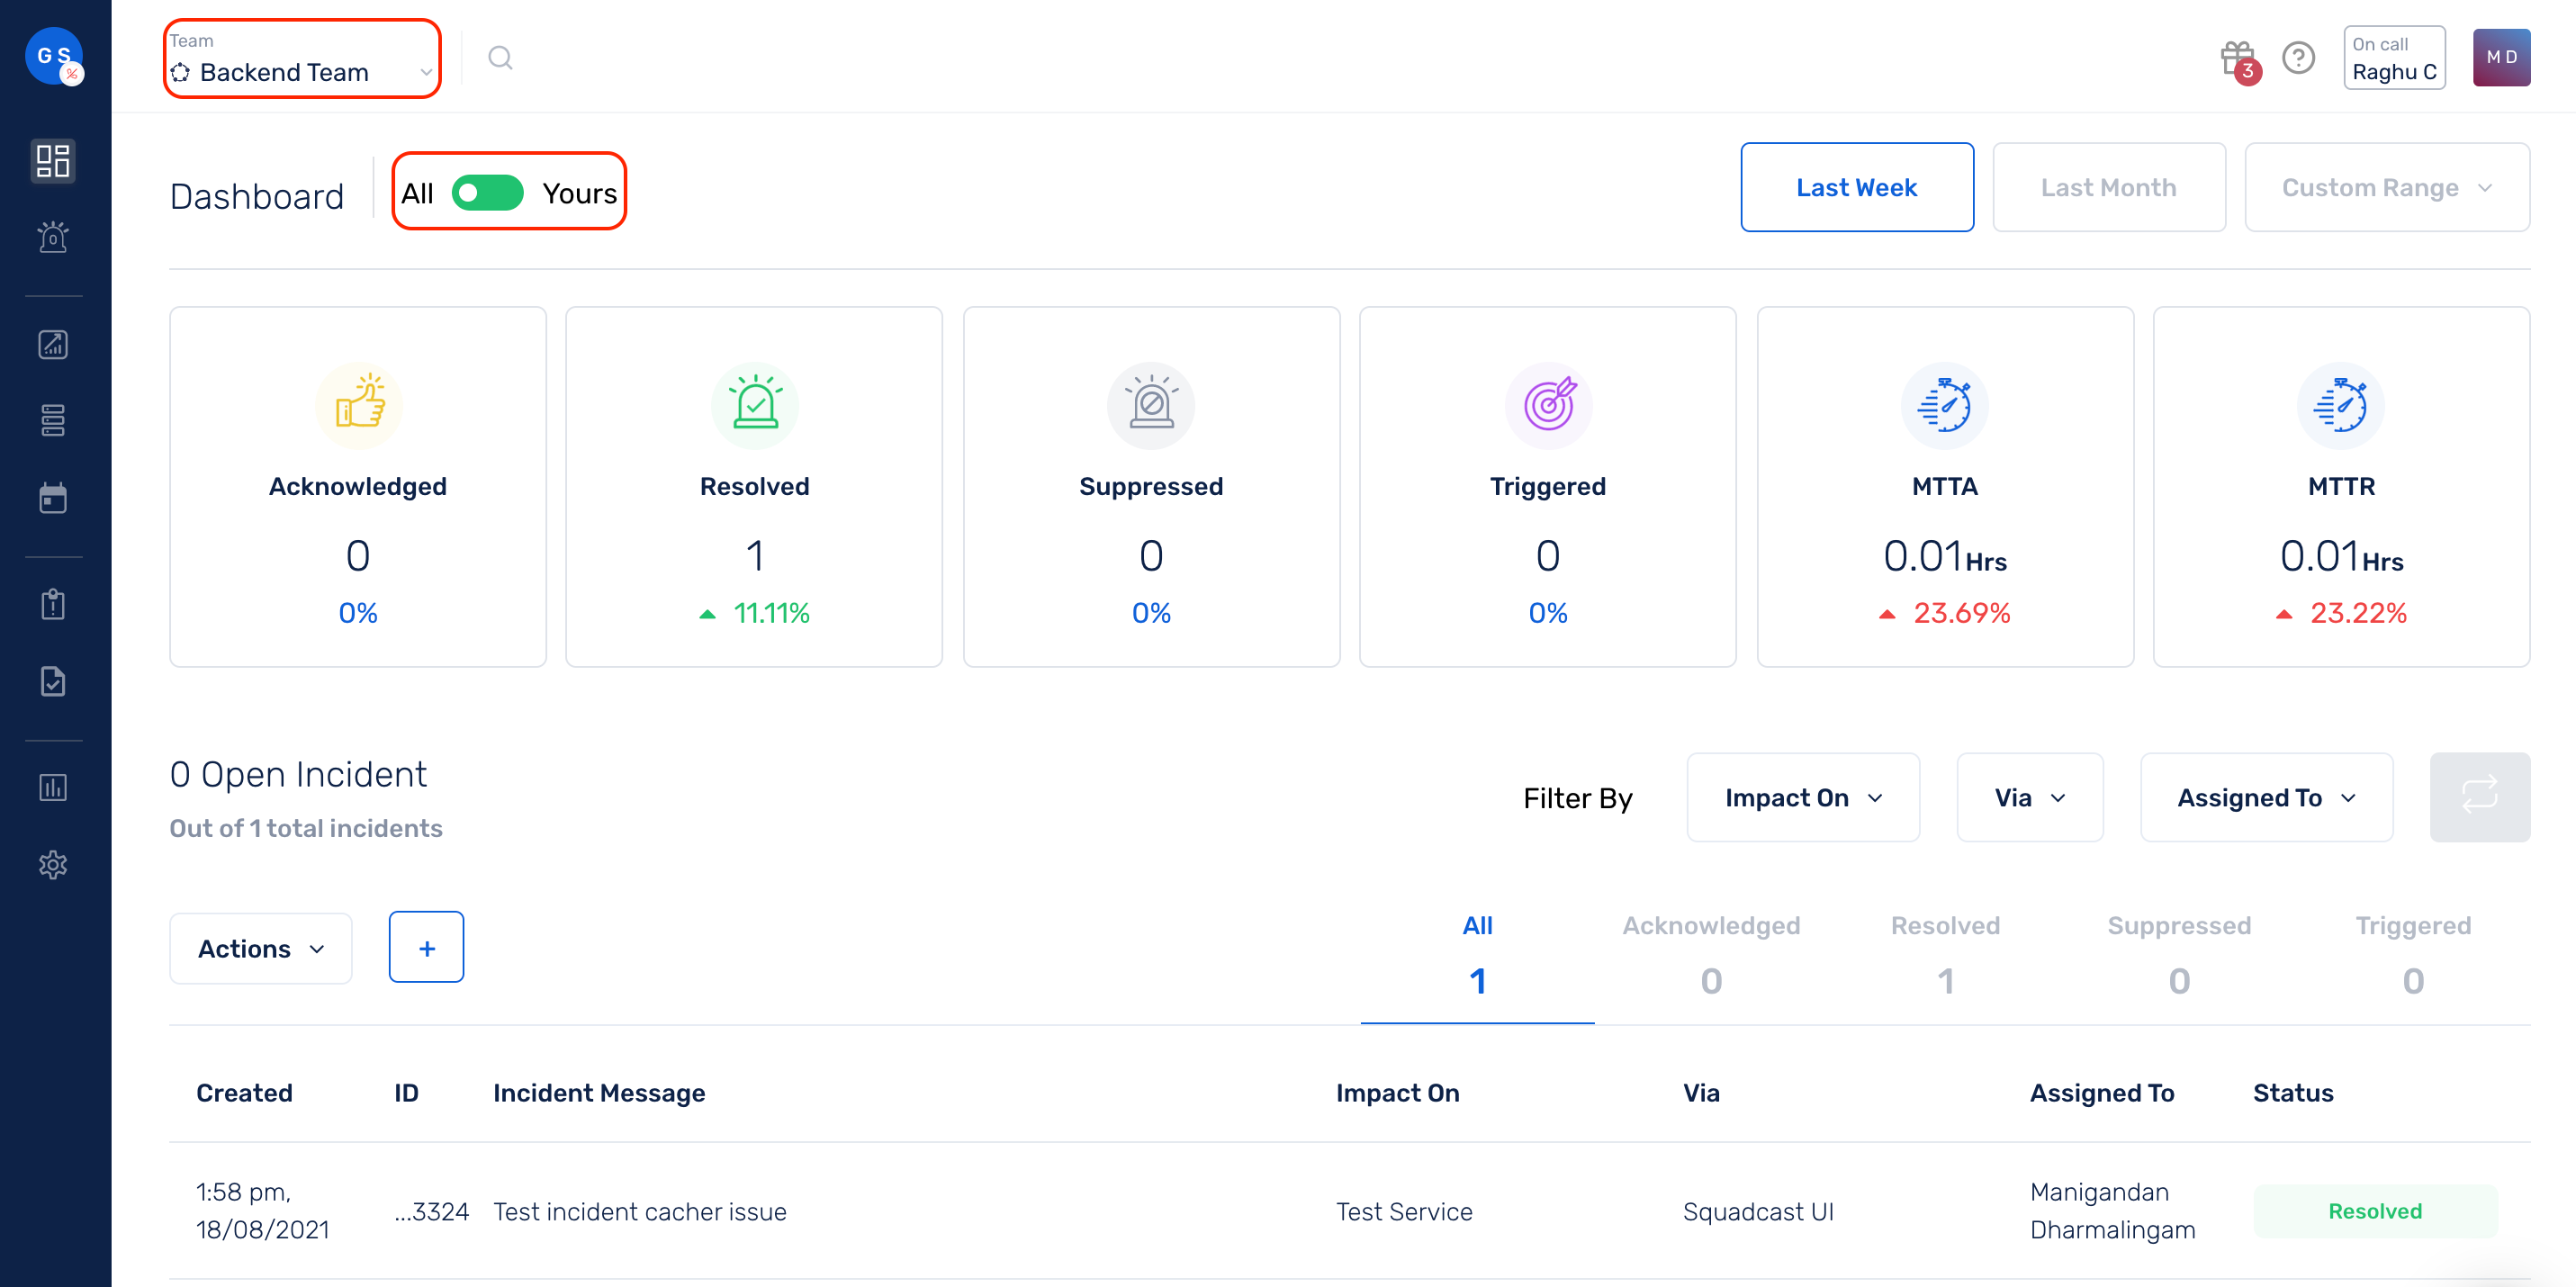 G S
%
Team
Backend Team
3
?
On call
Raghu C
M D
0
Dashboard
All
Yours
Last Week
Last Month
Custom Range
Acknowledged
0
0%
Resolved
1
11.11%
Suppressed
0
0%
Triggered
0
0%
MTTA
0.01Hrs
23.69%
MTTR
0.01Hrs
23.22%
0 Open Incident
Out of 1 total incidents
Filter By
Impact On
Via
Assigned To
Actions
+
All
1
Acknowledged
0
Resolved
1
Suppressed
0
Triggered
0
Created ID Incident Message Impact On Via Assigned To Status
1:58 pm,
18/08/2021
...3324
Test incident cacher issue
Test Service
Squadcast UI
Manigandan
Dharmalingam
Resolved